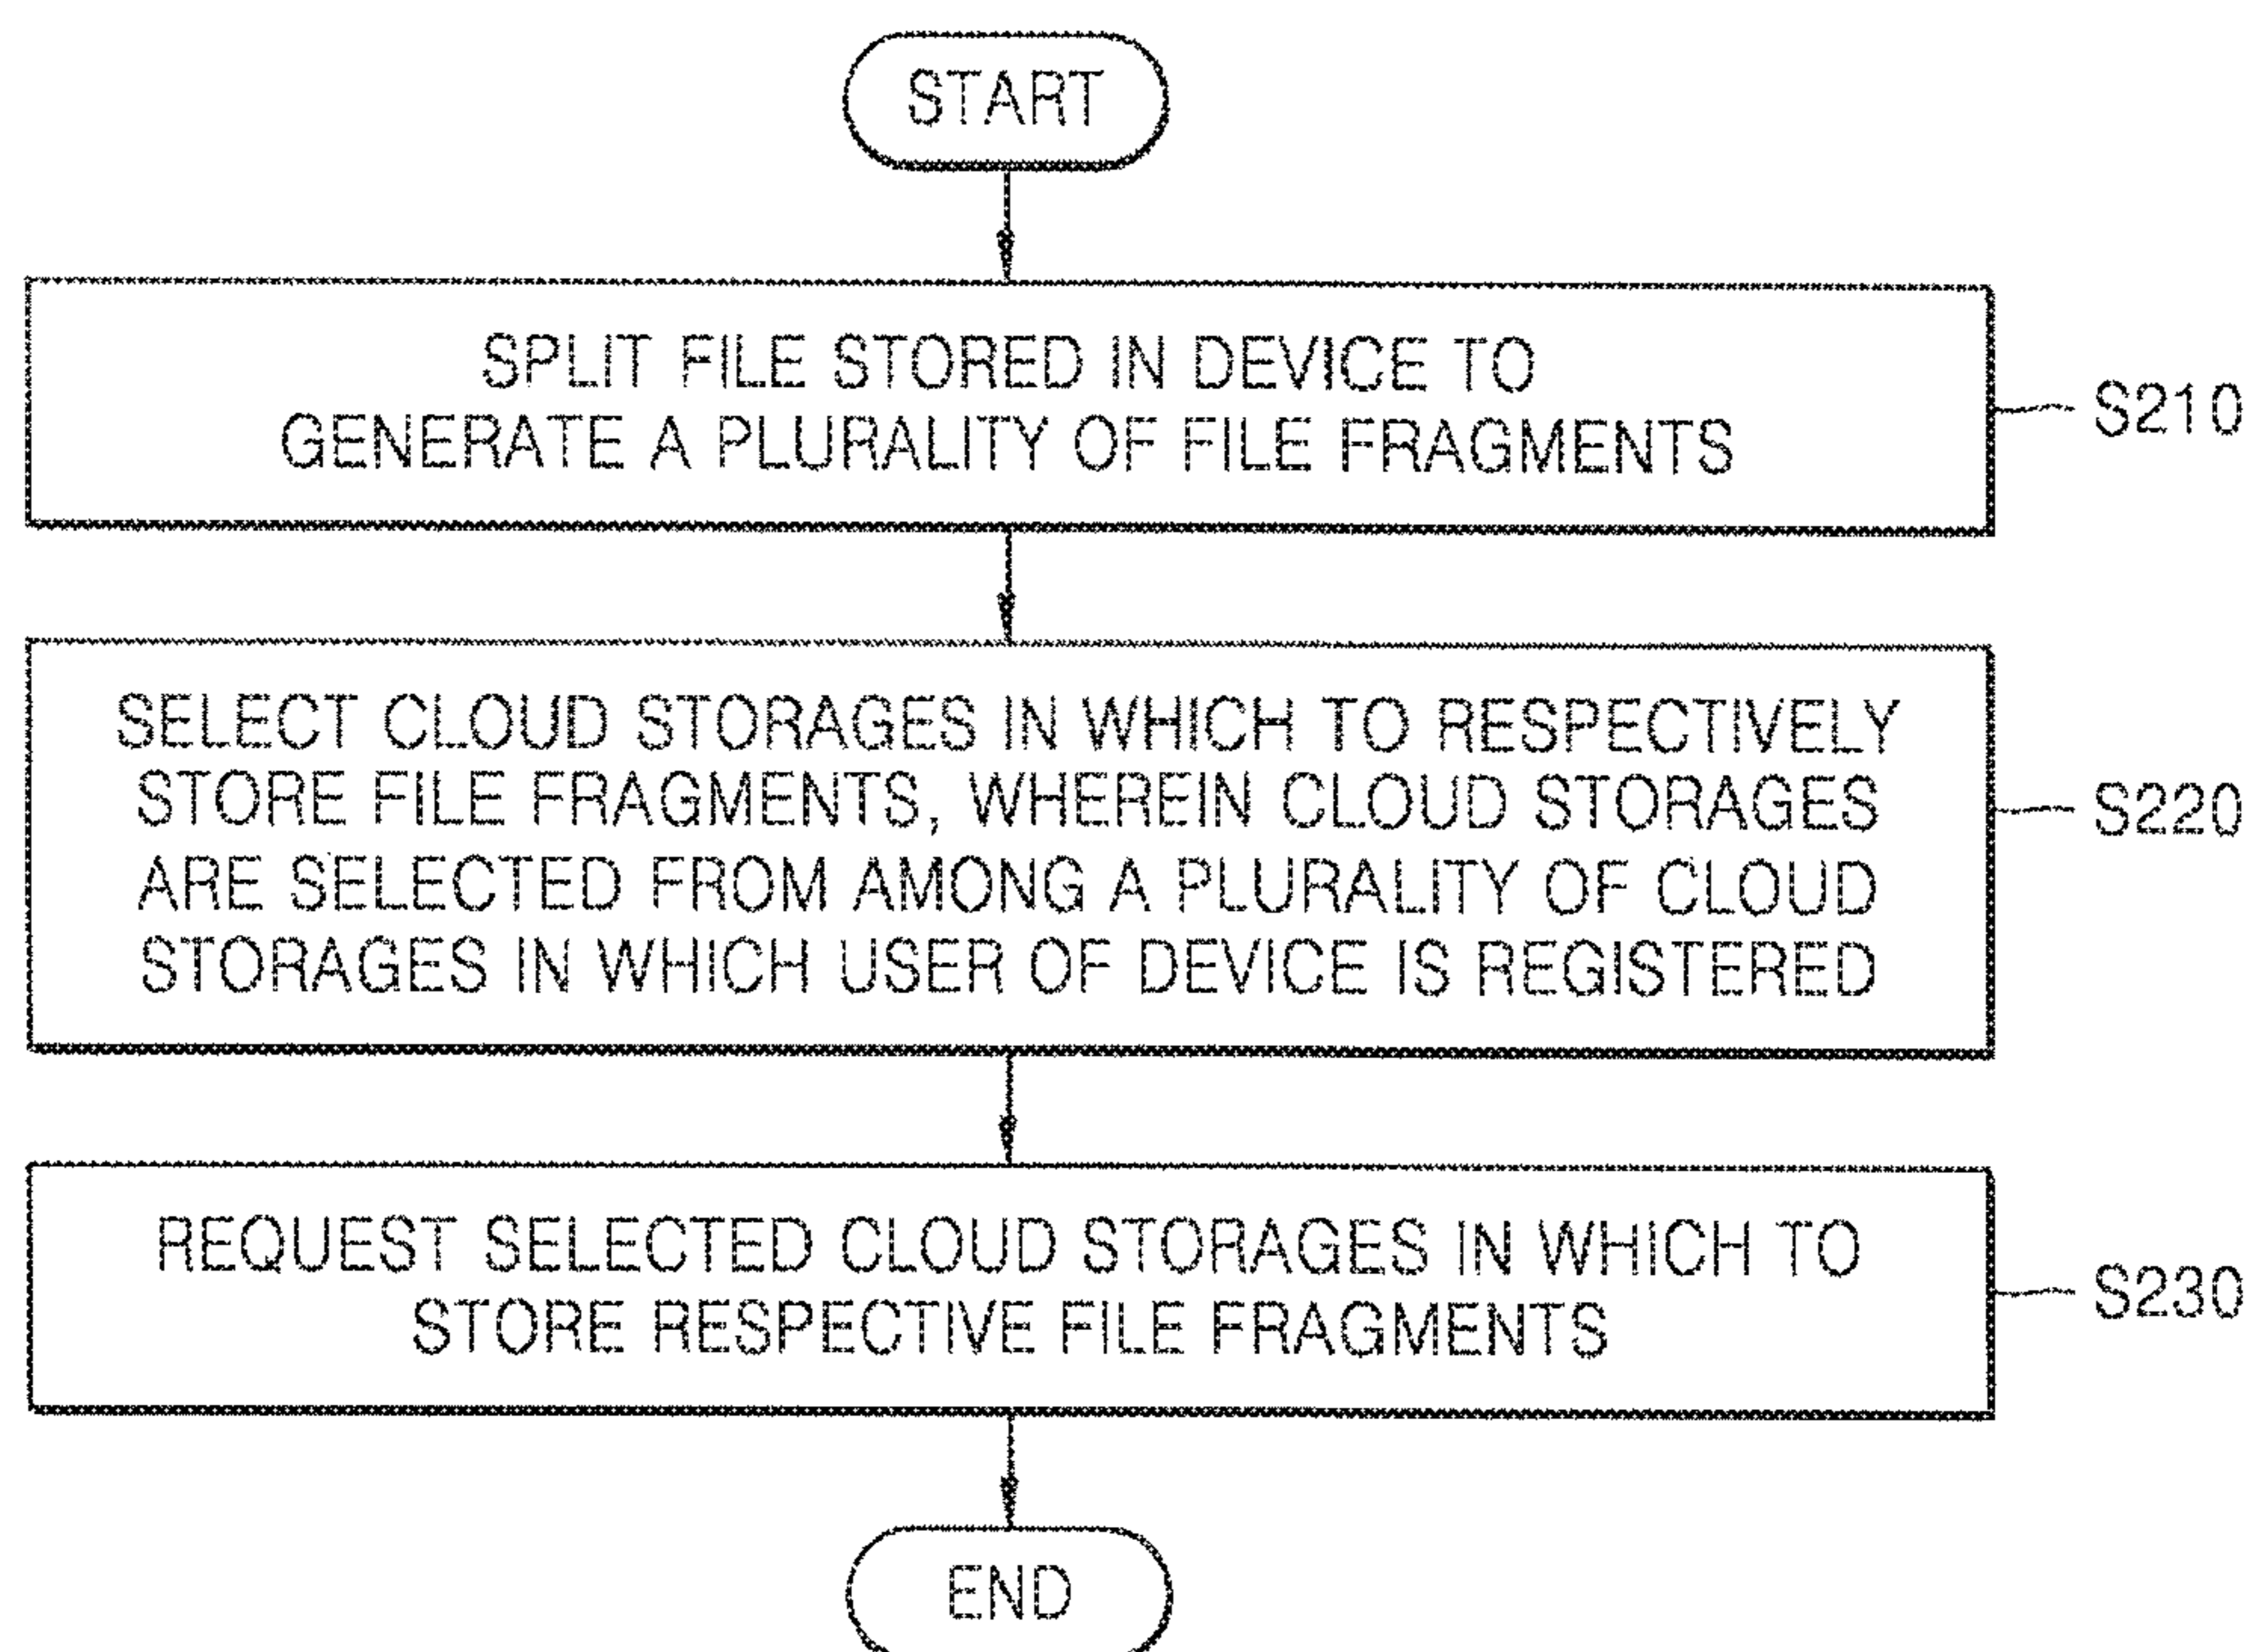 START
SPLIT FILE STORED IN DEVICE TO
GENERATE A PLURALITY OF FILE FRAGMENTS
S210
SELECT CLOUD STORAGES IN WHICH TO RESPECTIVELY
STORE FILE FRAGMENTS, WHEREIN CLOUD STORAGES
ARE SELECTED FROM AMONG A PLURALITY OF CLOUD
STORAGES IN WHICH USER OF DEVICE IS REGISTERED
S220
REQUEST SELECTED CLOUD STORAGES IN WHICH TO
STORE RESPECTIVE FILE FRAGMENTS
S230
END